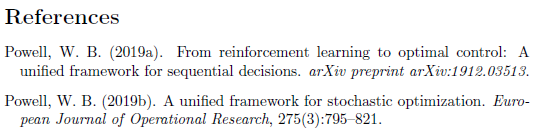 References
Powell, W. B. (2019a). From reinforcement learning to optimal control: A
unified framework for sequential decisions. arXiv preprint arXiv:1912.03513.
Powell, W. B. (2019b). A unified framework for stochastic optimization. Euro-
pean Journal of Operational Research, 275(3):795–821.